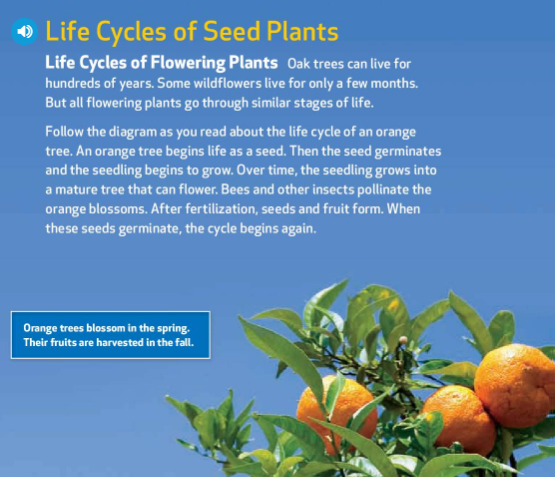 Life Cycles of Seed Plants
Life Cycles of Flowering Plants Oak trees can live for
hundreds of years. Some wildflowers live for only a few months.
But all flowering plants go through similar stages of life.
Follow the diagram as you read about the life cycle of an orange
tree. An orange tree begins life as a seed. Then the seed germinates
and the seedling begins to grow. Over time, the seedling grows into
a mature tree that can flower. Bees and other insects pollinate the
orange blossoms. After fertilization, seeds and fruit form. When
these seeds germinate, the cycle begins again.
Orange trees blossom in the spring.
Their fruits are harvested in the fall.